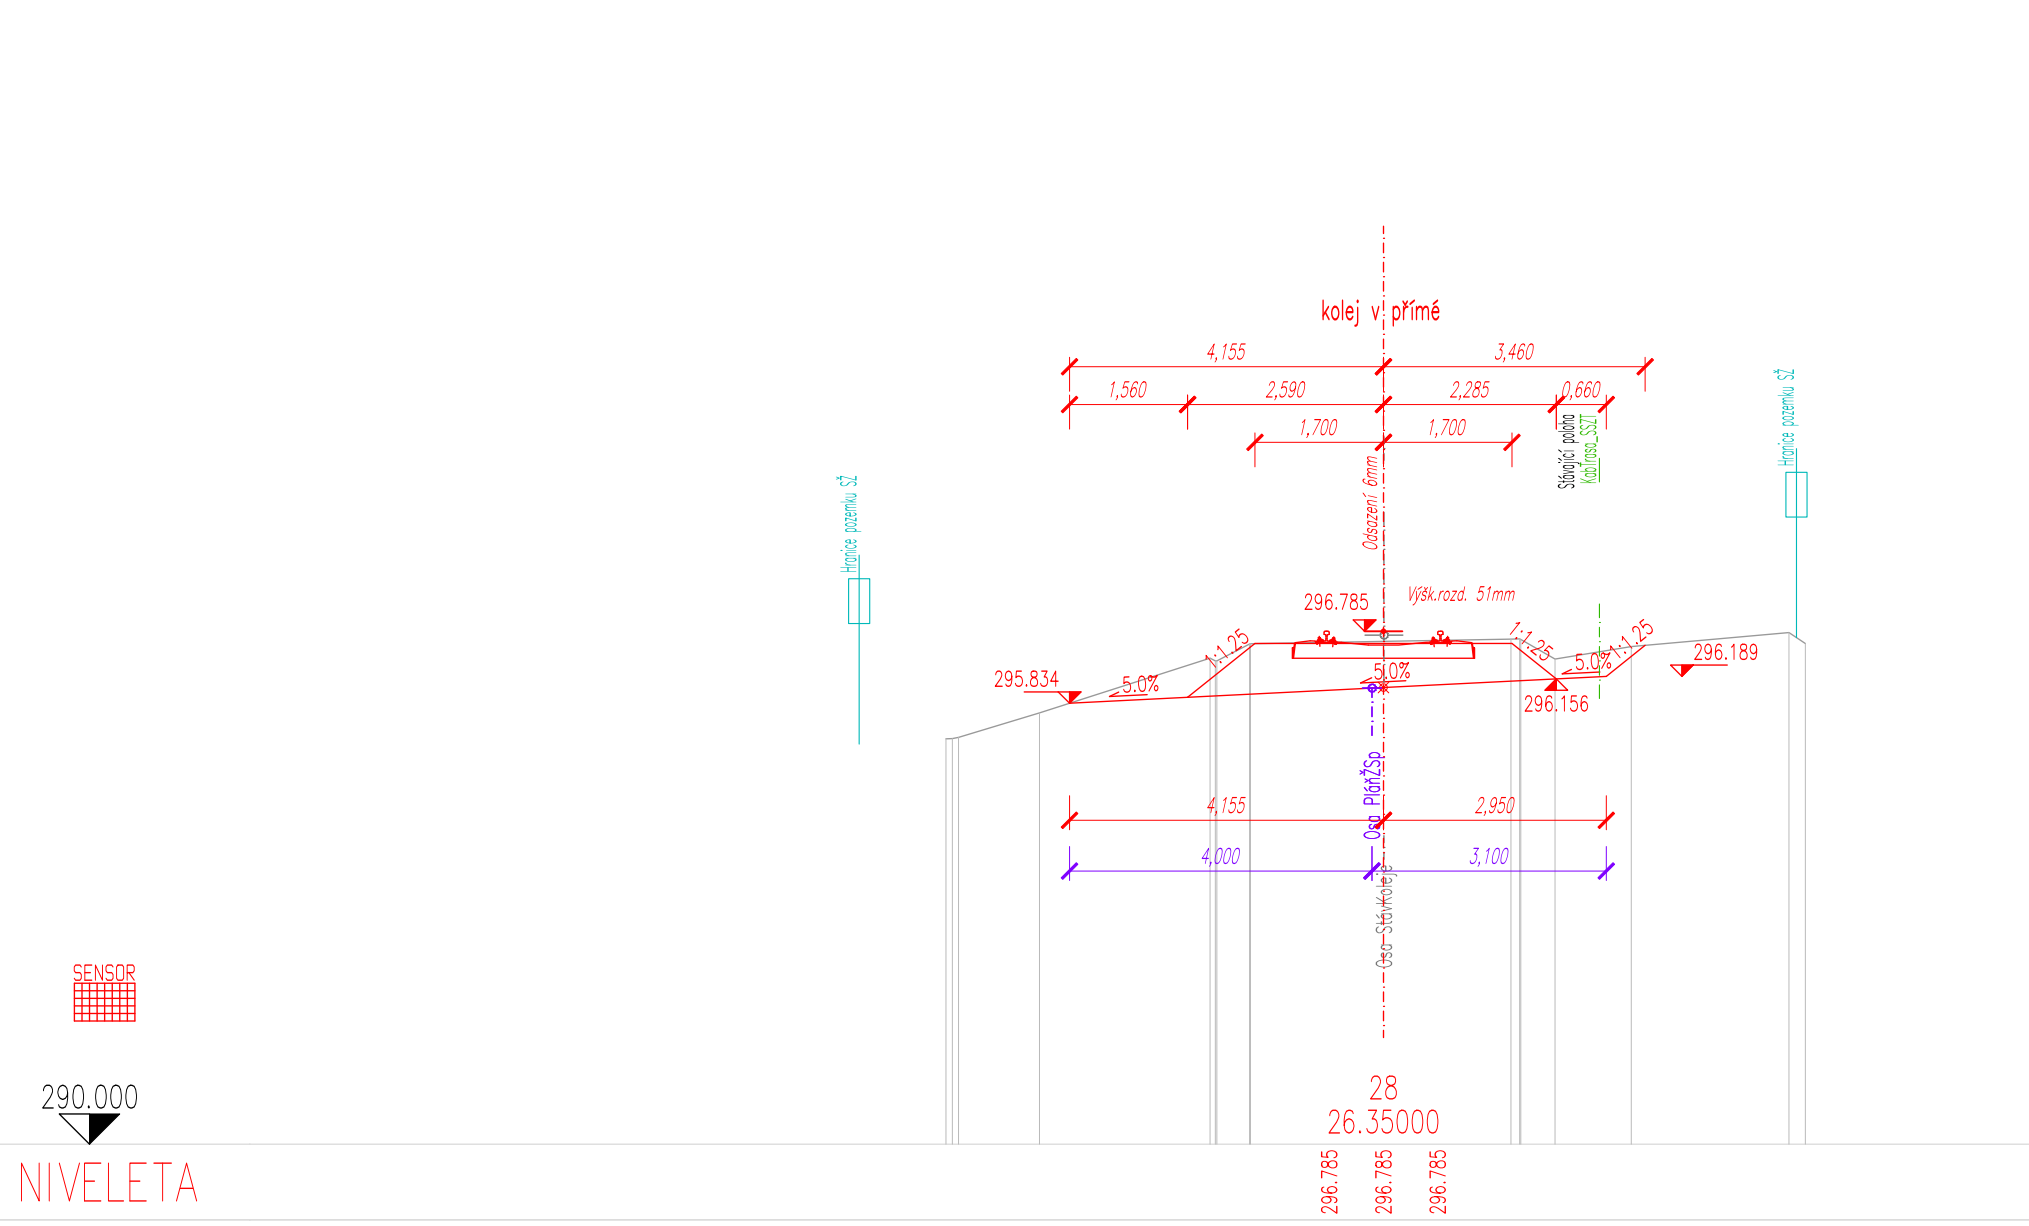 kolej v přímé
4,155
3,460
1,560
2,590
2,285
0,660
1,700
1,700
Odsazení 6mm
Stávající poloha
KabTrasa_SSZT
Hranice pozemku SŽ
Hranice pozemku SŽ
296.785
Výšk.rozd. 51mm
1:1.25
1:1.25
1:1.25
295.834
5.0%
5.0%
5.0%
296.189
296.156
Osa PláňŽSp
4,155
2,950
4,000
3,100
Osa StávKoleje
SENSOR
290.000
28
26.35000
NIVELETA
296.785
296.785
296.785